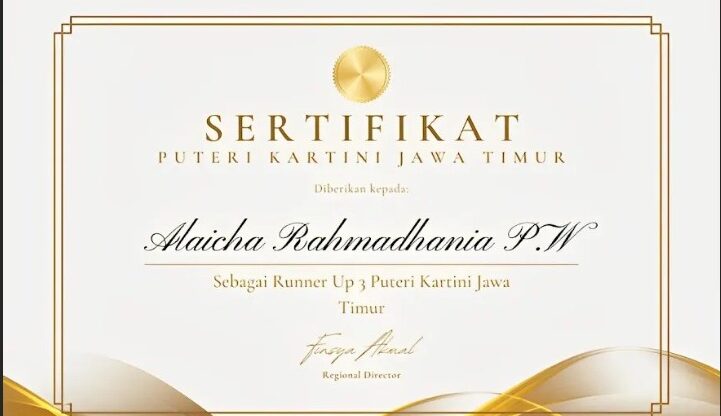 SERTIFIKAT
PUTERI KARTINI JAWA TIMUR
Diberikan kepada:
Alaicha Rahmadhania P.W
Sebagai Runner Up 3 Puteri Kartini Jawa
Timur
Finsya Akmal
Regional Director